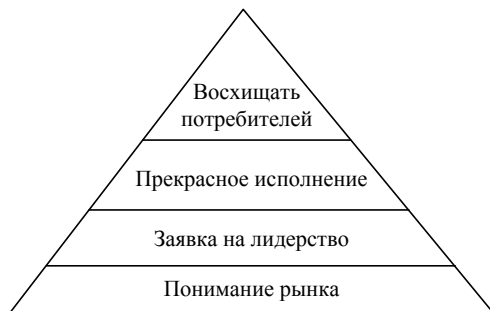 Восхищать
потребителей
Прекрасное исполнение
Заявка на лидерство
Понимание рынка